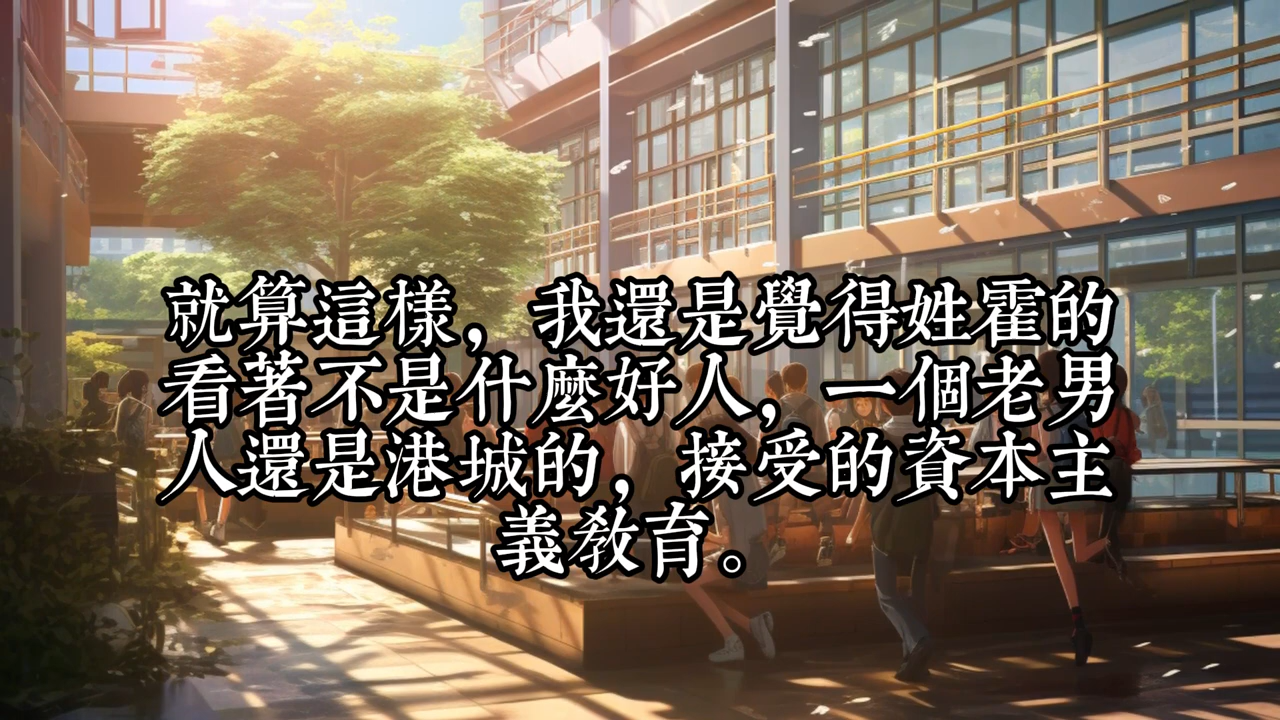 就算這樣，我還是覺得姓霍的
看著不是什麼好人，一個老男
人還是港城的，接受的資本主
義教育。